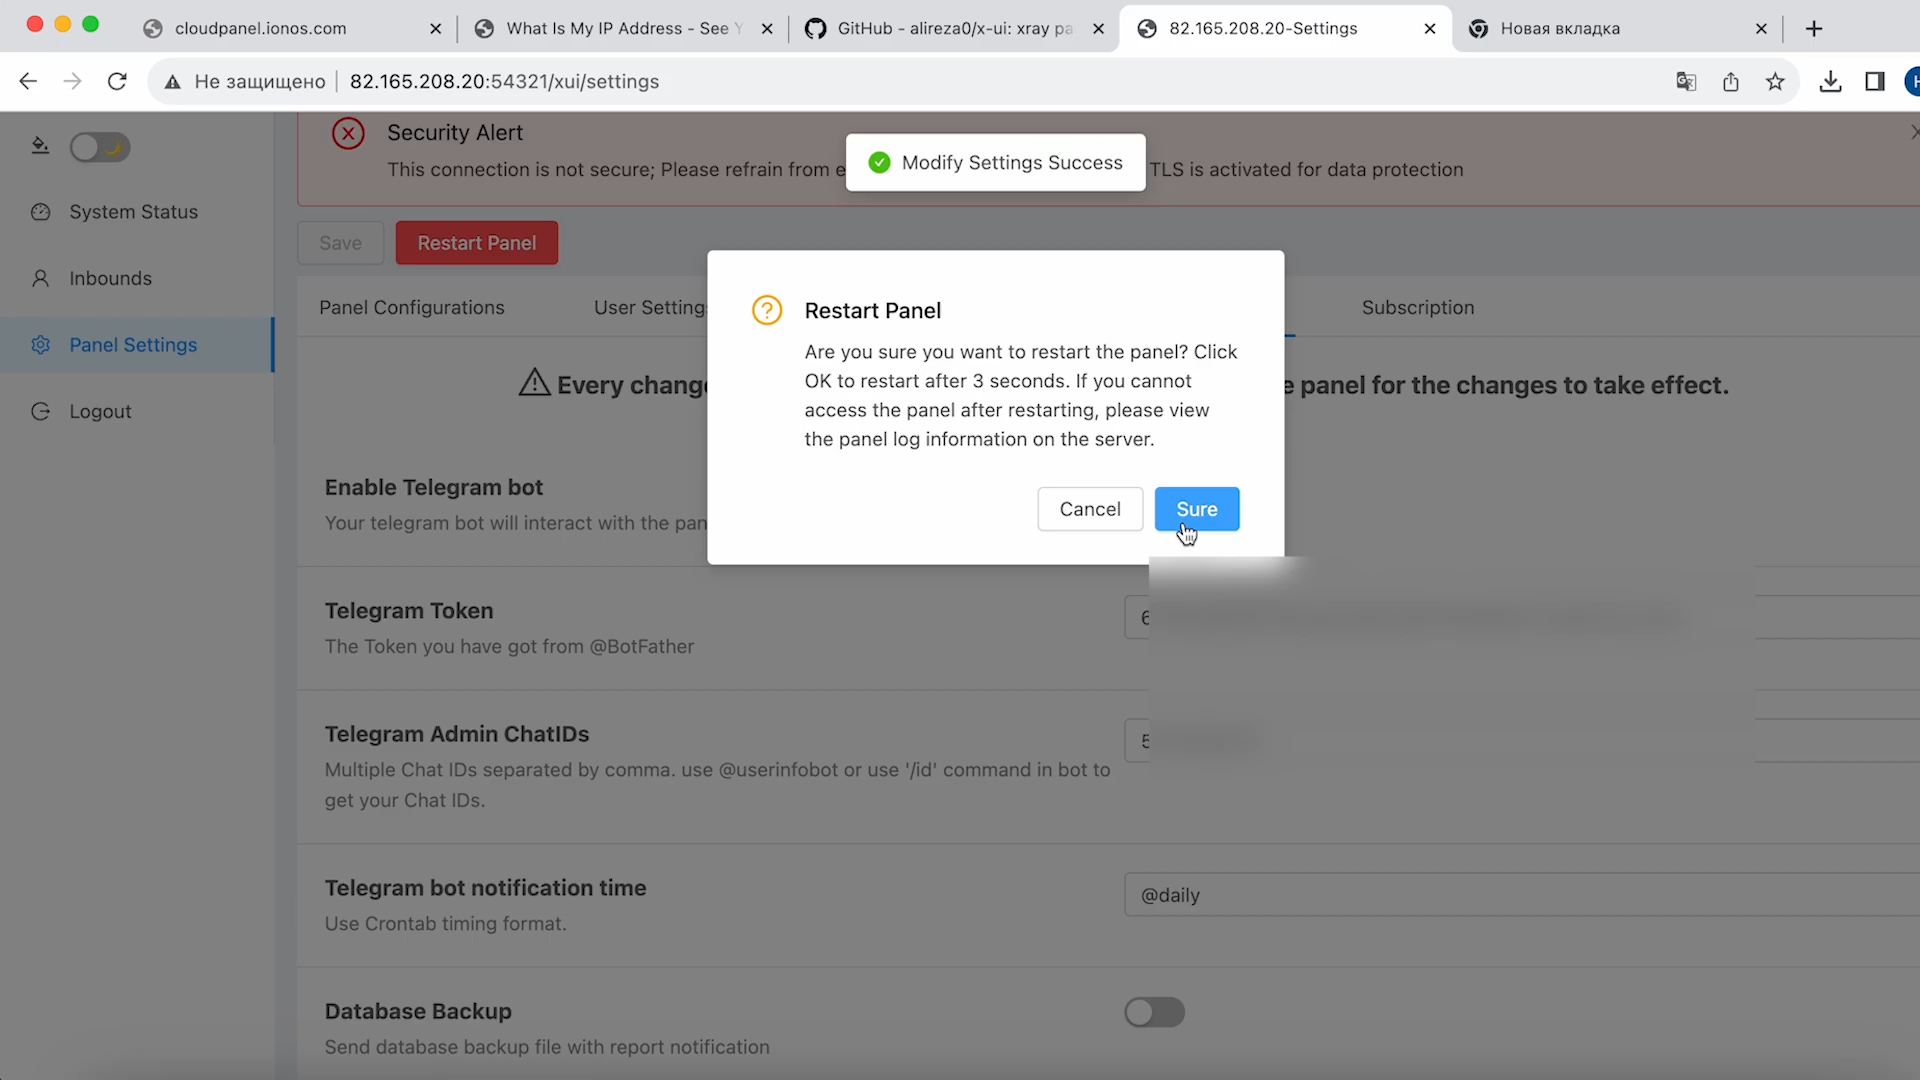 cloudpanel.ionos.com
What Is My IP Address - See Y
GitHub - alireza0/x-ui: xray pa
82.165.208.20-Settings
Новая вкладка
Не защищено
82.165.208.20:54321/xui/settings
Security Alert
This connection is not secure; Please refrain from e
TLS is activated for data protection
Modify Settings Success
System Status
Inbounds
Panel Settings
Logout
Save
Restart Panel
Panel Configurations
User Settings
Subscription
Every change
e panel for the changes to take effect.
Restart Panel
Are you sure you want to restart the panel? Click
OK to restart after 3 seconds. If you cannot
access the panel after restarting, please view
the panel log information on the server.
Cancel
Sure
Enable Telegram bot
Your telegram bot will interact with the pan
Telegram Token
The Token you have got from @BotFather
6
Telegram Admin ChatIDs
Multiple Chat IDs separated by comma. use @userinfobot or use '/id' command in bot to
get your Chat IDs.
5
Telegram bot notification time
Use Crontab timing format.
@daily
Database Backup
Send database backup file with report notification